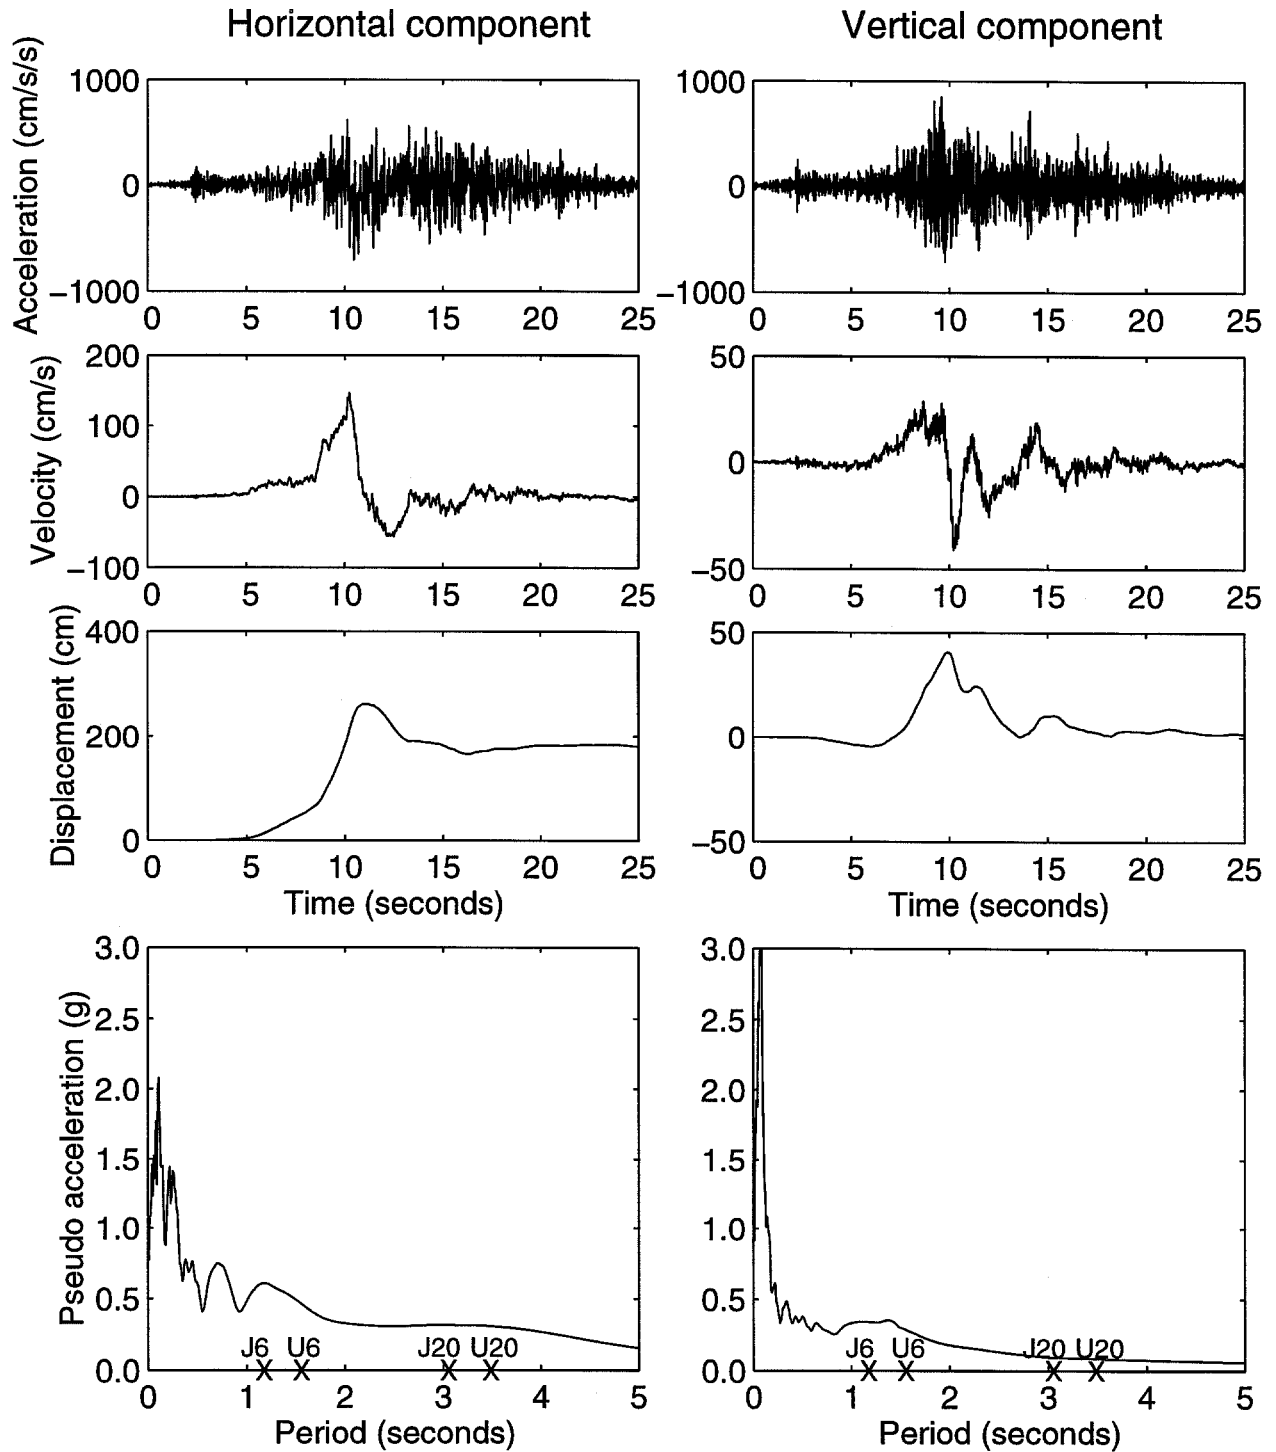 Horizontal component Vertical component
Acceleration (cm/s/s)
1000
0
−1000
0 5 10 15 20 25
1000
0
−1000
0 5 10 15 20 25
Velocity (cm/s)
200
100
0
−100
0 5 10 15 20 25
50
0
−50
0 5 10 15 20 25
Displacement (cm)
400
200
0
0 5 10 15 20 25
Time (seconds)
50
0
−50
0 5 10 15 20 25
Time (seconds)
Pseudo acceleration (g)
3.0
2.5
2.0
1.5
1.0
0.5
0.0
J6 U6 J20 U20
0 1 2 3 4 5
Period (seconds)
3.0
2.5
2.0
1.5
1.0
0.5
0.0
J6 U6 J20 U20
0 1 2 3 4 5
Period (seconds)